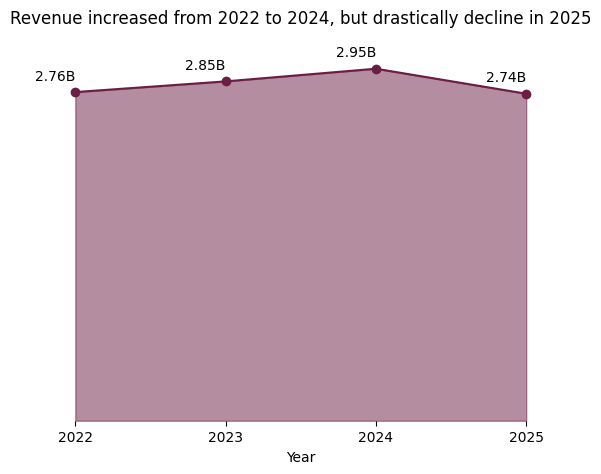 Revenue increased from 2022 to 2024, but drastically decline in 2025
2.76B
2.85B
2.95B
2.74B
2022 2023 2024 2025
Year